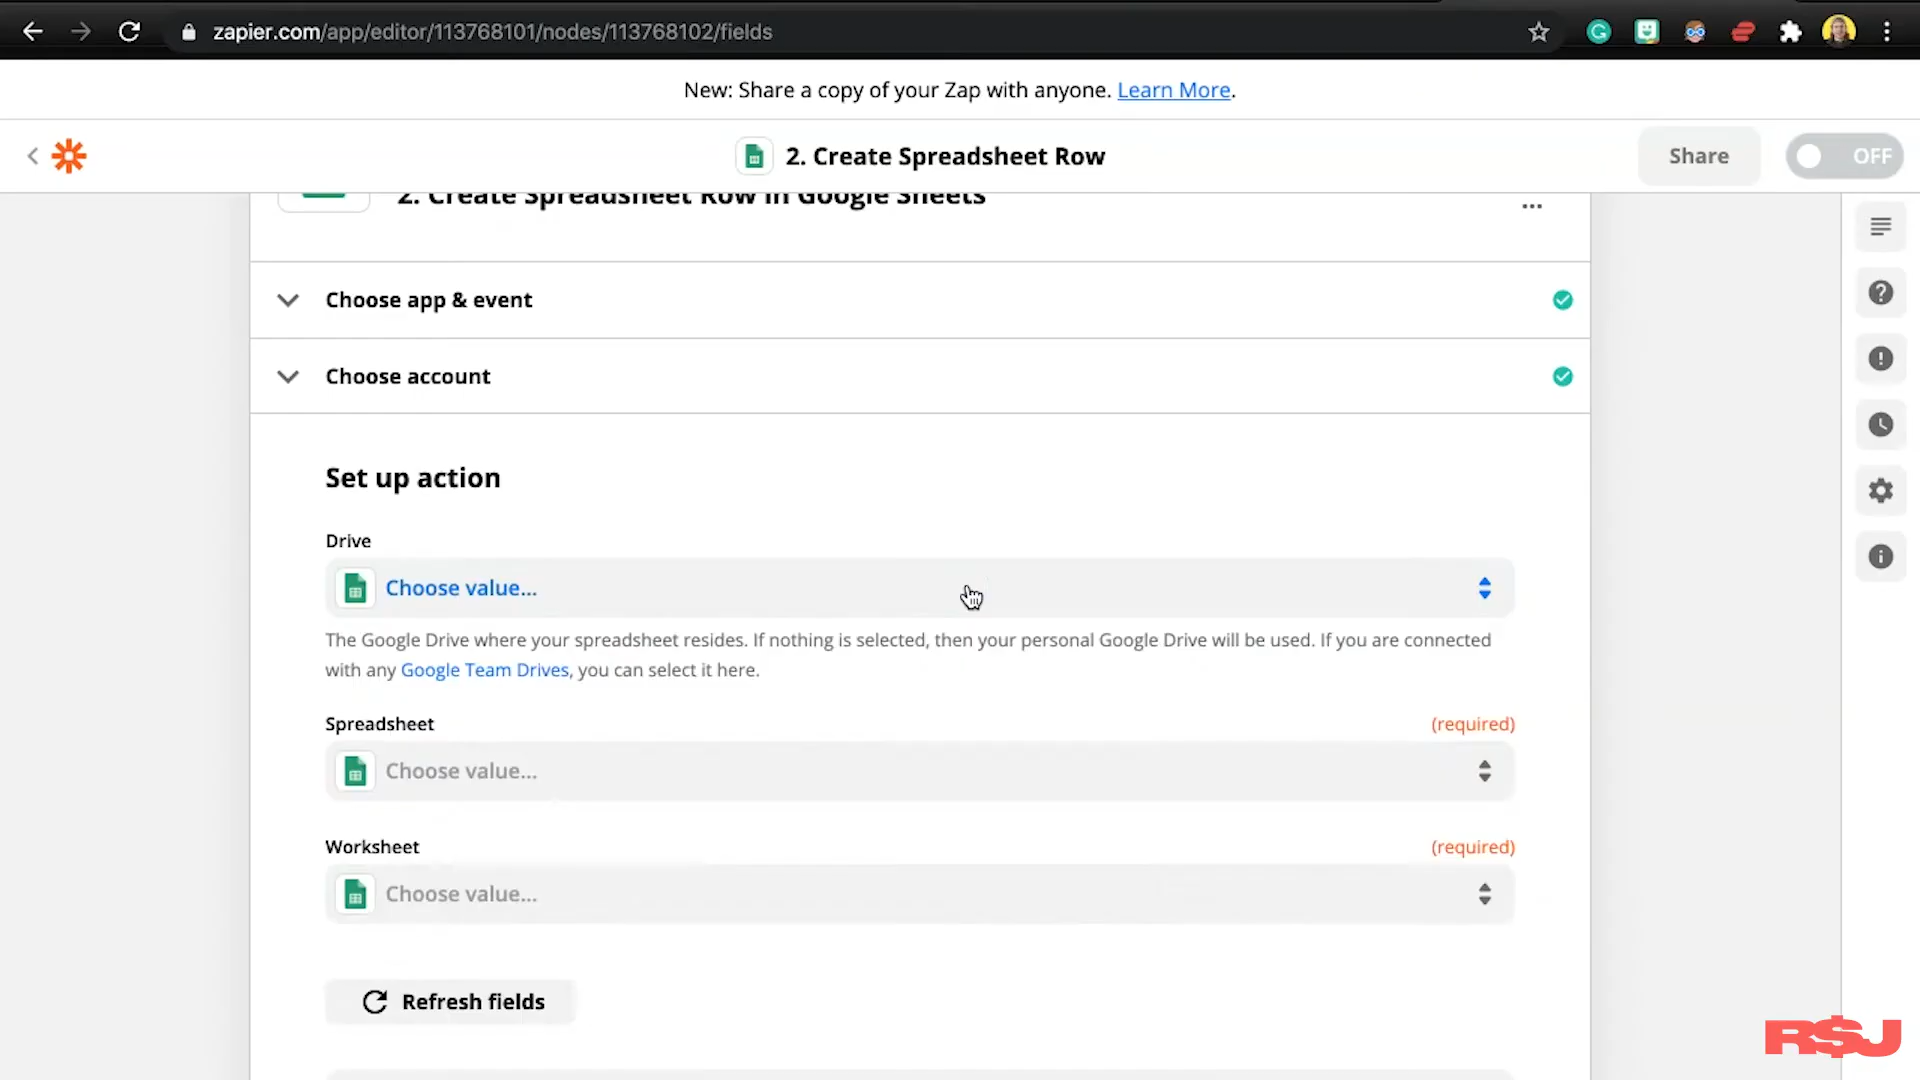 zapier.com/app/editor/113768101/nodes/113768102/fields
New: Share a copy of your Zap with anyone. Learn More.
2. Create Spreadsheet Row
Share
OFF
2. Create Spreadsheet Row in Google Sheets
...
Choose app & event
Choose account
Set up action
Drive
Choose value...
The Google Drive where your spreadsheet resides. If nothing is selected, then your personal Google Drive will be used. If you are connected
with any Google Team Drives, you can select it here.
Spreadsheet
(required)
Choose value...
Worksheet
(required)
Choose value...
Refresh fields
R$J